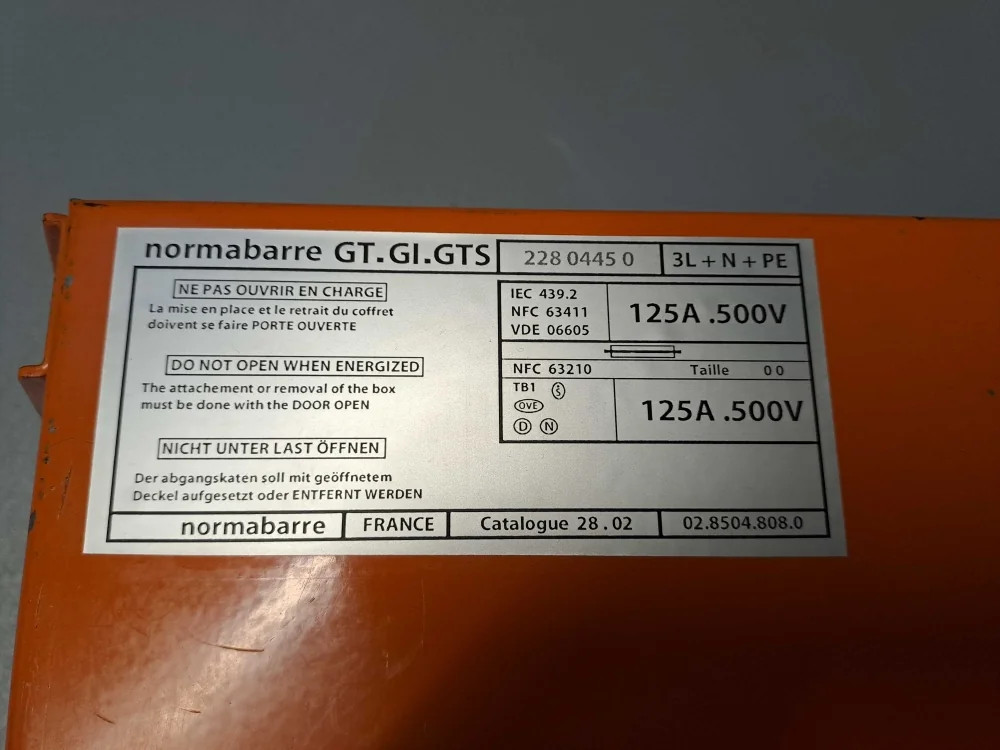 normabarre GT.GI.GTS 228 0445 0 3L + N + PE
NE PAS OUVRIR EN CHARGE
La mise en place et le retrait du coffret
doivent se faire PORTE OUVERTE
DO NOT OPEN WHEN ENERGIZED
The attachement or removal of the box
must be done with the DOOR OPEN
NICHT UNTER LAST ÖFFNEN
Der abgangskaten soll mit geöffnetem
Deckel aufgesetzt oder ENTFERNT WERDEN
IEC 439.2
NFC 63411
VDE 06605
125A .500V
NFC 63210 Taille 0 0
TB1 S
OVE
D N
125A .500V
normabarre FRANCE Catalogue 28.02 02.8504.808.0